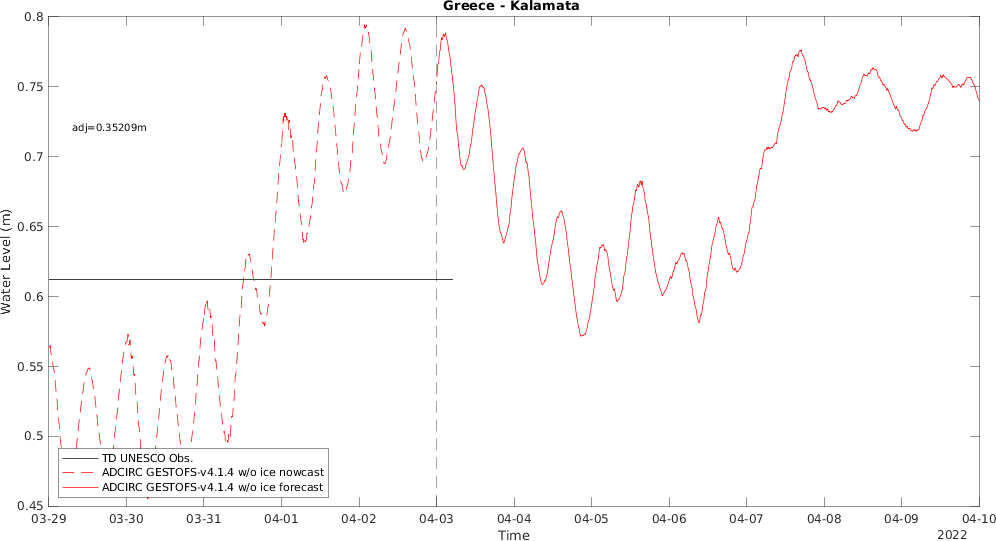 Greece - Kalamata
0.8
0.75
0.7
0.65
0.6
0.55
0.5
0.45
Water Level (m)
adj=0.35209m
TD UNESCO Obs.
ADCIRC GESTOFS-v4.1.4 w/o ice nowcast
ADCIRC GESTOFS-v4.1.4 w/o ice forecast
03-29 03-30 03-31 04-01 04-02 04-03 04-04 04-05 04-06 04-07 04-08 04-09 04-10
Time
2022